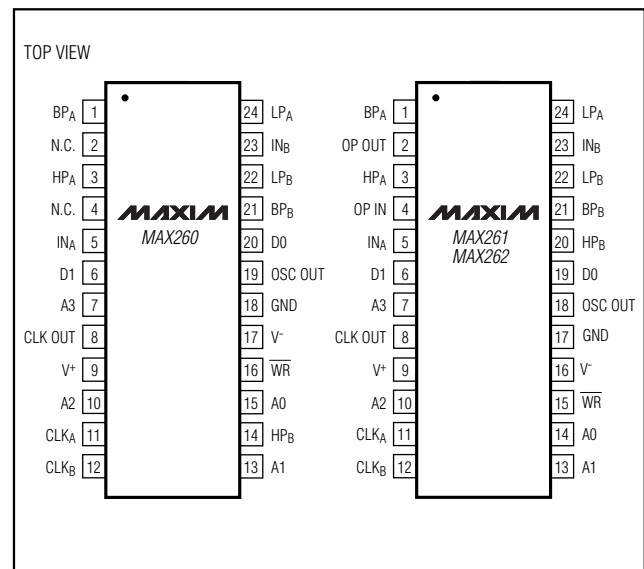 TOP VIEW
BPA 1 24 LPA
N.C. 2 23 INB
HPA 3 22 LPB
N.C. 4 21 BPB
INA 5 20 D0
D1 6 19 OSC OUT
A3 7 18 GND
CLK OUT 8 17 V-
V+ 9 16 WR
A2 10 15 A0
CLKA 11 14 HPB
CLKB 12 13 A1
MAXIM
MAX260
BPA 1 24 LPA
OP OUT 2 23 INB
HPA 3 22 LPB
OP IN 4 21 BPB
INA 5 20 HPB
D1 6 19 D0
A3 7 18 OSC OUT
CLK OUT 8 17 GND
V+ 9 16 V-
A2 10 15 WR
CLKA 11 14 A0
CLKB 12 13 A1
MAXIM
MAX261
MAX262